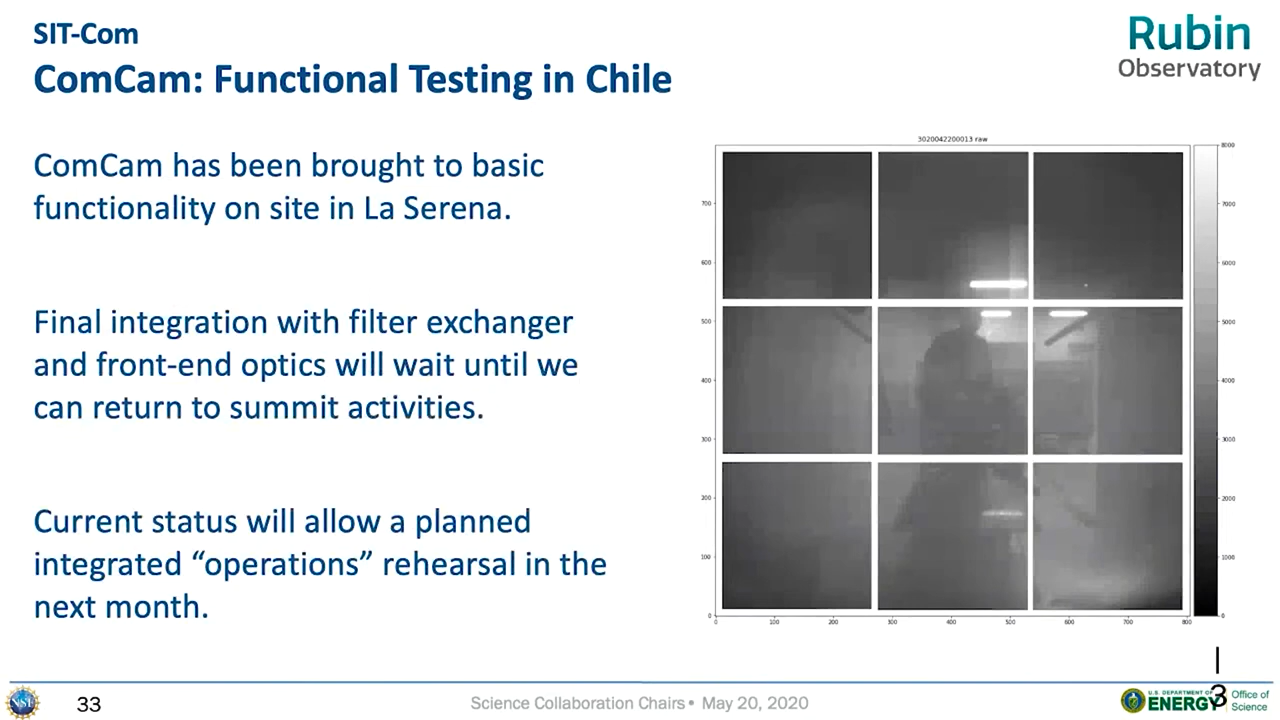 SIT-Com
ComCam: Functional Testing in Chile
Rubin
Observatory
ComCam has been brought to basic
functionality on site in La Serena.
Final integration with filter exchanger
and front-end optics will wait until we
can return to summit activities.
Current status will allow a planned
integrated “operations” rehearsal in the
next month.
3020042200013 raw
700
600
500
400
300
200
100
0
0 100 200 300 400 500 600 700 800
8000
7000
6000
5000
4000
3000
2000
1000
0
NSF
33
Science Collaboration Chairs • May 20, 2020
U.S. DEPARTMENT OF
ENERGY
Office of
Science
3